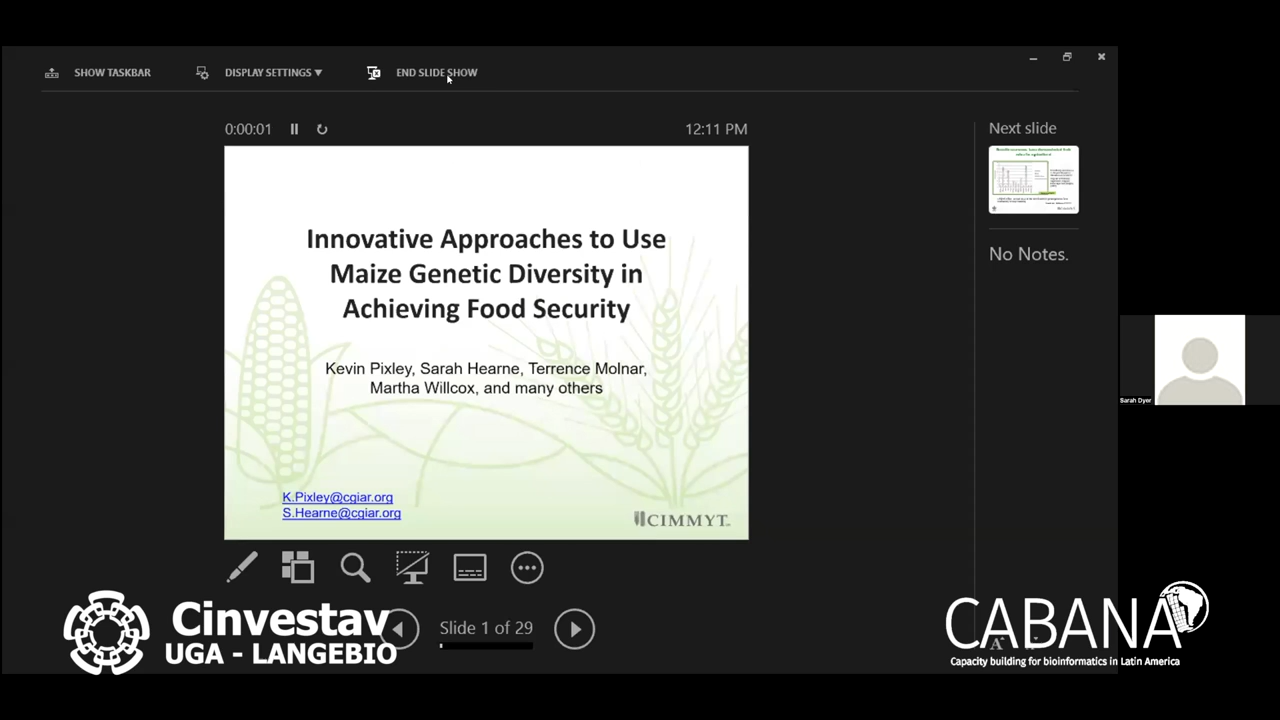 SHOW TASKBAR
DISPLAY SETTINGS ▼
END SLIDE SHOW
0:00:01
12:11 PM
Next slide
No Notes.
Innovative Approaches to Use
Maize Genetic Diversity in
Achieving Food Security
Kevin Pixley, Sarah Hearne, Terrence Molnar,
Martha Willcox, and many others
K.Pixley@cgiar.org
S.Hearne@cgiar.org
CIMMYT
Sarah Dyer
Slide 1 of 29
Cinvestav
UGA - LANGEBIO
CABANA
Capacity building for bioinformatics in Latin America